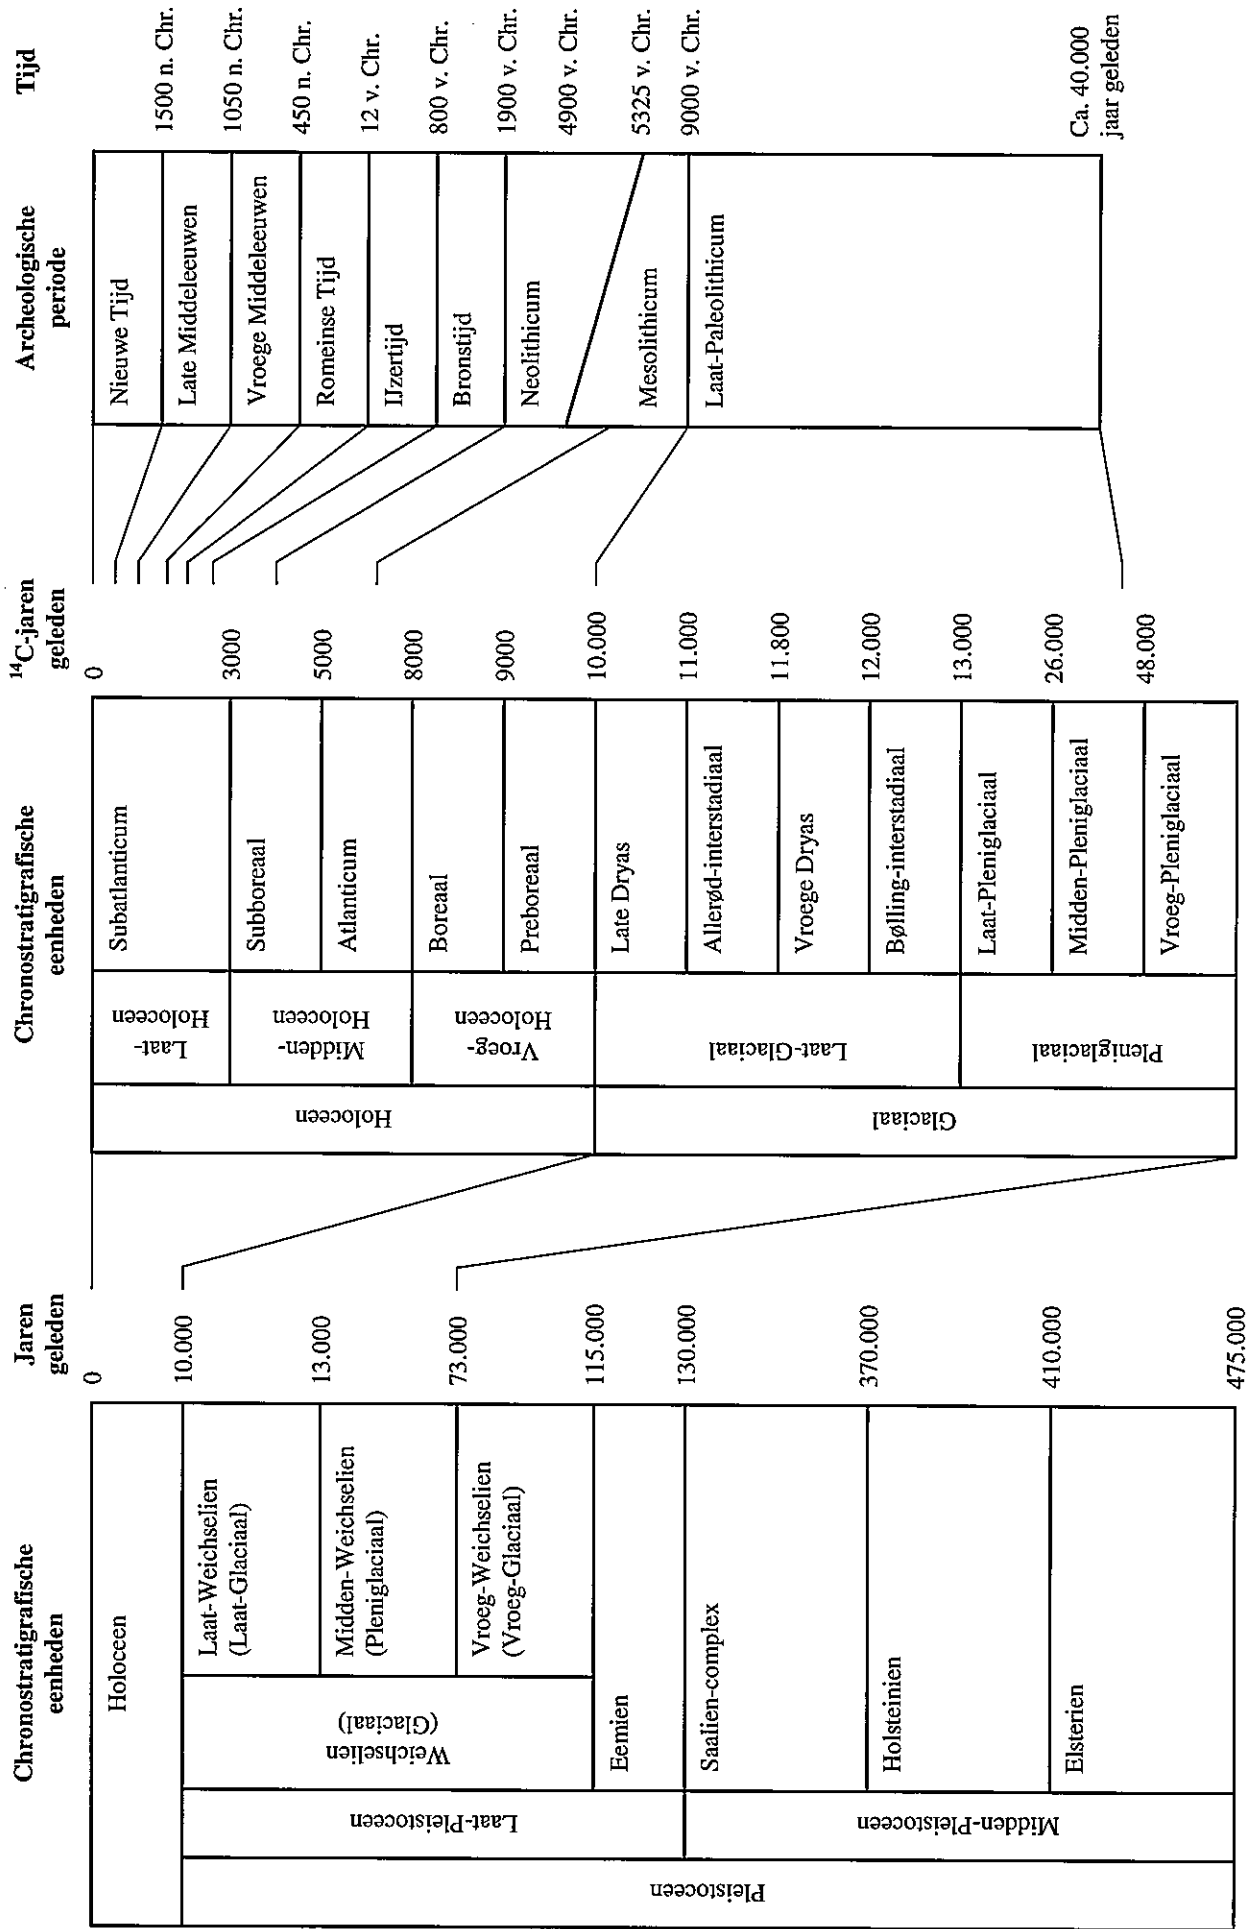 Chronostratigrafische
eenheden
Jaren
geleden
Pleistoceen
Laat-Pleistoceen
Midden-Pleistoceen
Holoceen
Weichselien
(Glaciaal)
Laat-Weichselien
(Laat-Glaciaal)
Midden-Weichselien
(Pleniglaciaal)
Vroeg-Weichselien
(Vroeg-Glaciaal)
Eemien
Saalien-complex
Holsteinien
Elsterien
0
10.000
13.000
73.000
115.000
130.000
370.000
410.000
475.000
Chronostratigrafische
eenheden
14C-jaren
geleden
Holoceen
Glaciaal
Laat-
Holoceen
Midden-
Holoceen
Vroeg-
Holoceen
Laat-Glaciaal
Pleniglaciaal
Subatlanticum
Subboreaal
Atlanticum
Boreaal
Preboreaal
Late Dryas
Allerød-interstadiaal
Vroege Dryas
Bølling-interstadiaal
Laat-Pleniglaciaal
Midden-Pleniglaciaal
Vroeg-Pleniglaciaal
0
3000
5000
8000
9000
10.000
11.000
11.800
12.000
13.000
26.000
48.000
Archeologische
periode
Tijd
Nieuwe Tijd
Late Middeleeuwen
Vroege Middeleeuwen
Romeinse Tijd
IJzertijd
Bronstijd
Neolithicum
Mesolithicum
Laat-Paleolithicum
1500 n. Chr.
1050 n. Chr.
450 n. Chr.
12 v. Chr.
800 v. Chr.
1900 v. Chr.
4900 v. Chr.
5325 v. Chr.
9000 v. Chr.
Ca. 40.000
jaar geleden